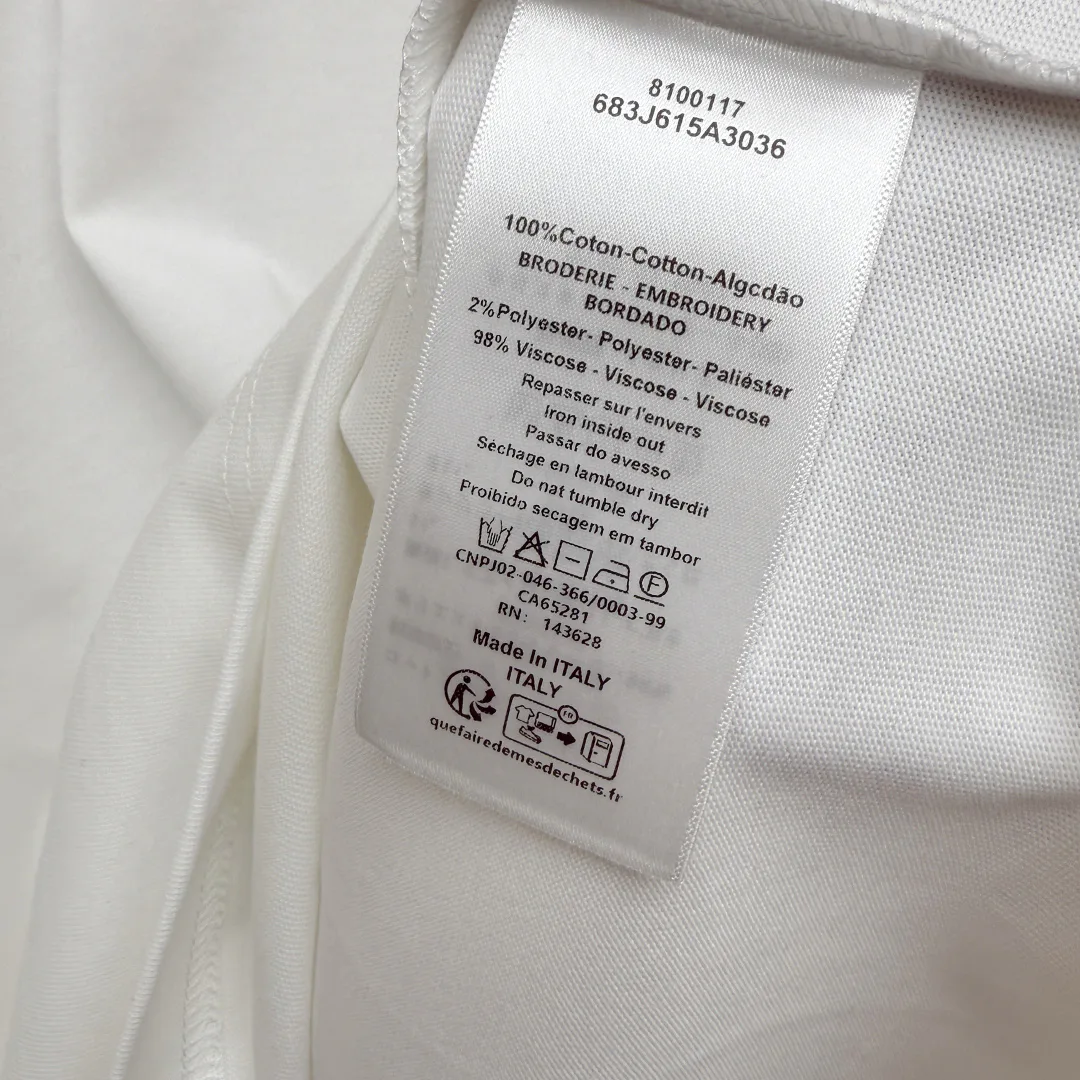 8100117
683J615A3036
100%Coton-Cotton-Algcdão
BRODERIE - EMBROIDERY
BORDADO
2%Polyester- Polyester- Paliéster
98% Viscose - Viscose - Viscose
Repasser sur l'envers
Iron inside out
Passar do avesso
Séchage en lambour interdit
Do nat tumble dry
Proibido secagem em tambor
F
CNPJ02-046-366/0003-99
CA65281
RN: 143628
Made In ITALY
ITALY
FR
quefairedemesdechets.fr